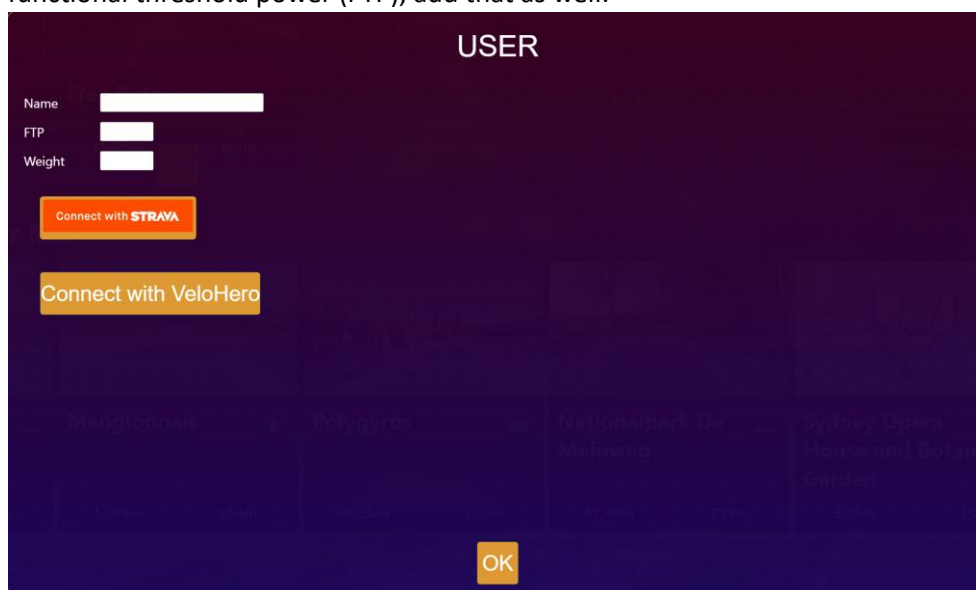 functional threshold power (FTP), add that as well.
USER
Name
FTP
Weight
Connect with STRAVA
Connect with VeloHero
Menglonnais
Polygyros
Nationalpark De
Meinweg
Sydney Opera
House and Botan
Garden
OK